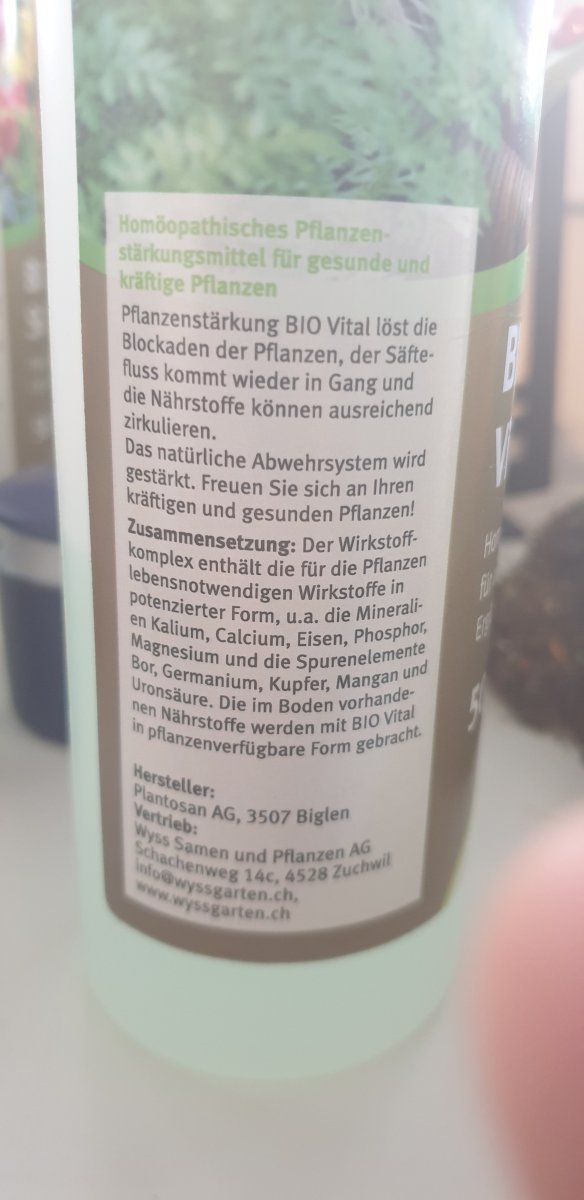 Homöopathisches Pflanzen-
stärkungsmittel für gesunde und
kräftige Pflanzen
Pflanzenstärkung BIO Vital löst die
Blockaden der Pflanzen, der Säfte-
fluss kommt wieder in Gang und
die Nährstoffe können ausreichend
zirkulieren.
Das natürliche Abwehrsystem wird
gestärkt. Freuen Sie sich an Ihren
kräftigen und gesunden Pflanzen!
Zusammensetzung: Der Wirkstoff-
komplex enthält die für die Pflanzen
lebensnotwendigen Wirkstoffe in
potenzierter Form, u.a. die Minerali-
en Kalium, Calcium, Eisen, Phosphor,
Magnesium und die Spurenelemente
Bor, Germanium, Kupfer, Mangan und
Uronsäure. Die im Boden vorhande-
nen Nährstoffe werden mit BIO Vital
in pflanzenverfügbare Form gebracht.
Hersteller:
Plantosan AG, 3507 Biglen
Vertrieb:
Wyss Samen und Pflanzen AG
Schachenweg 14c, 4528 Zuchwil
info@wyssgarten.ch,
www.wyssgarten.ch